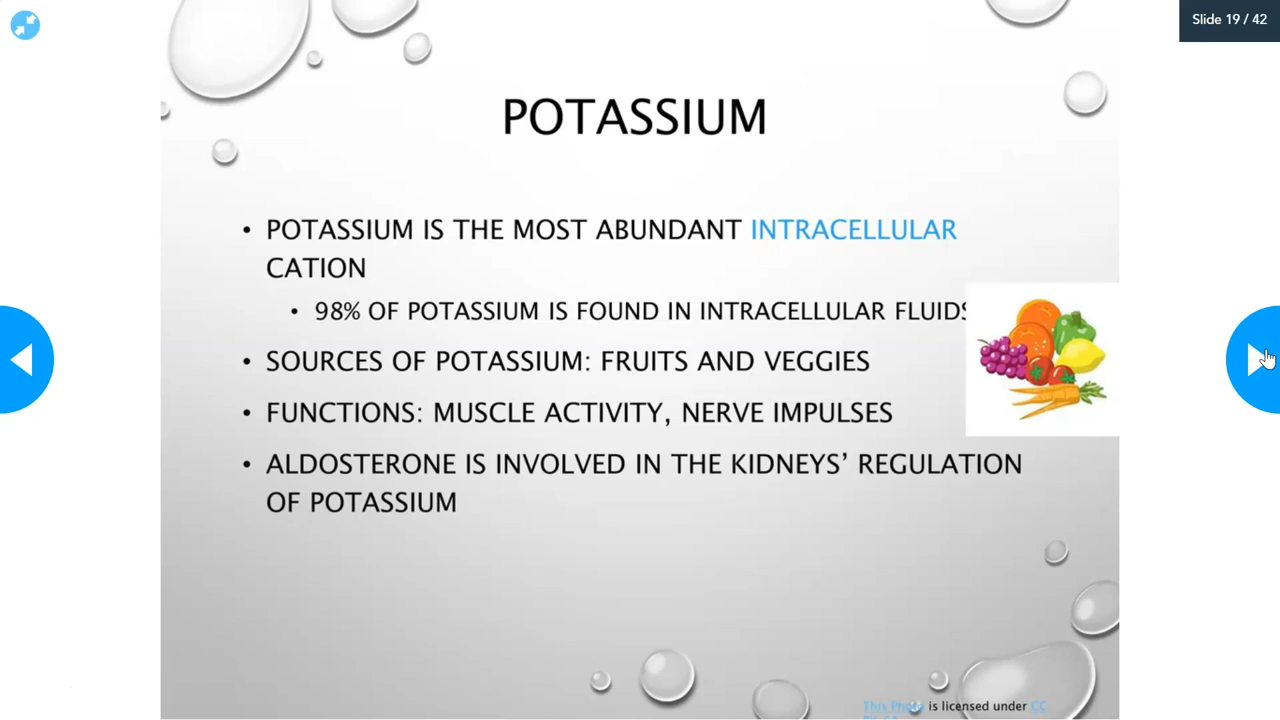 Slide 19 / 42
POTASSIUM
• POTASSIUM IS THE MOST ABUNDANT INTRACELLULAR
CATION
• 98% OF POTASSIUM IS FOUND IN INTRACELLULAR FLUIDS
• SOURCES OF POTASSIUM: FRUITS AND VEGGIES
• FUNCTIONS: MUSCLE ACTIVITY, NERVE IMPULSES
• ALDOSTERONE IS INVOLVED IN THE KIDNEYS’ REGULATION
OF POTASSIUM
This Photo is licensed under CC